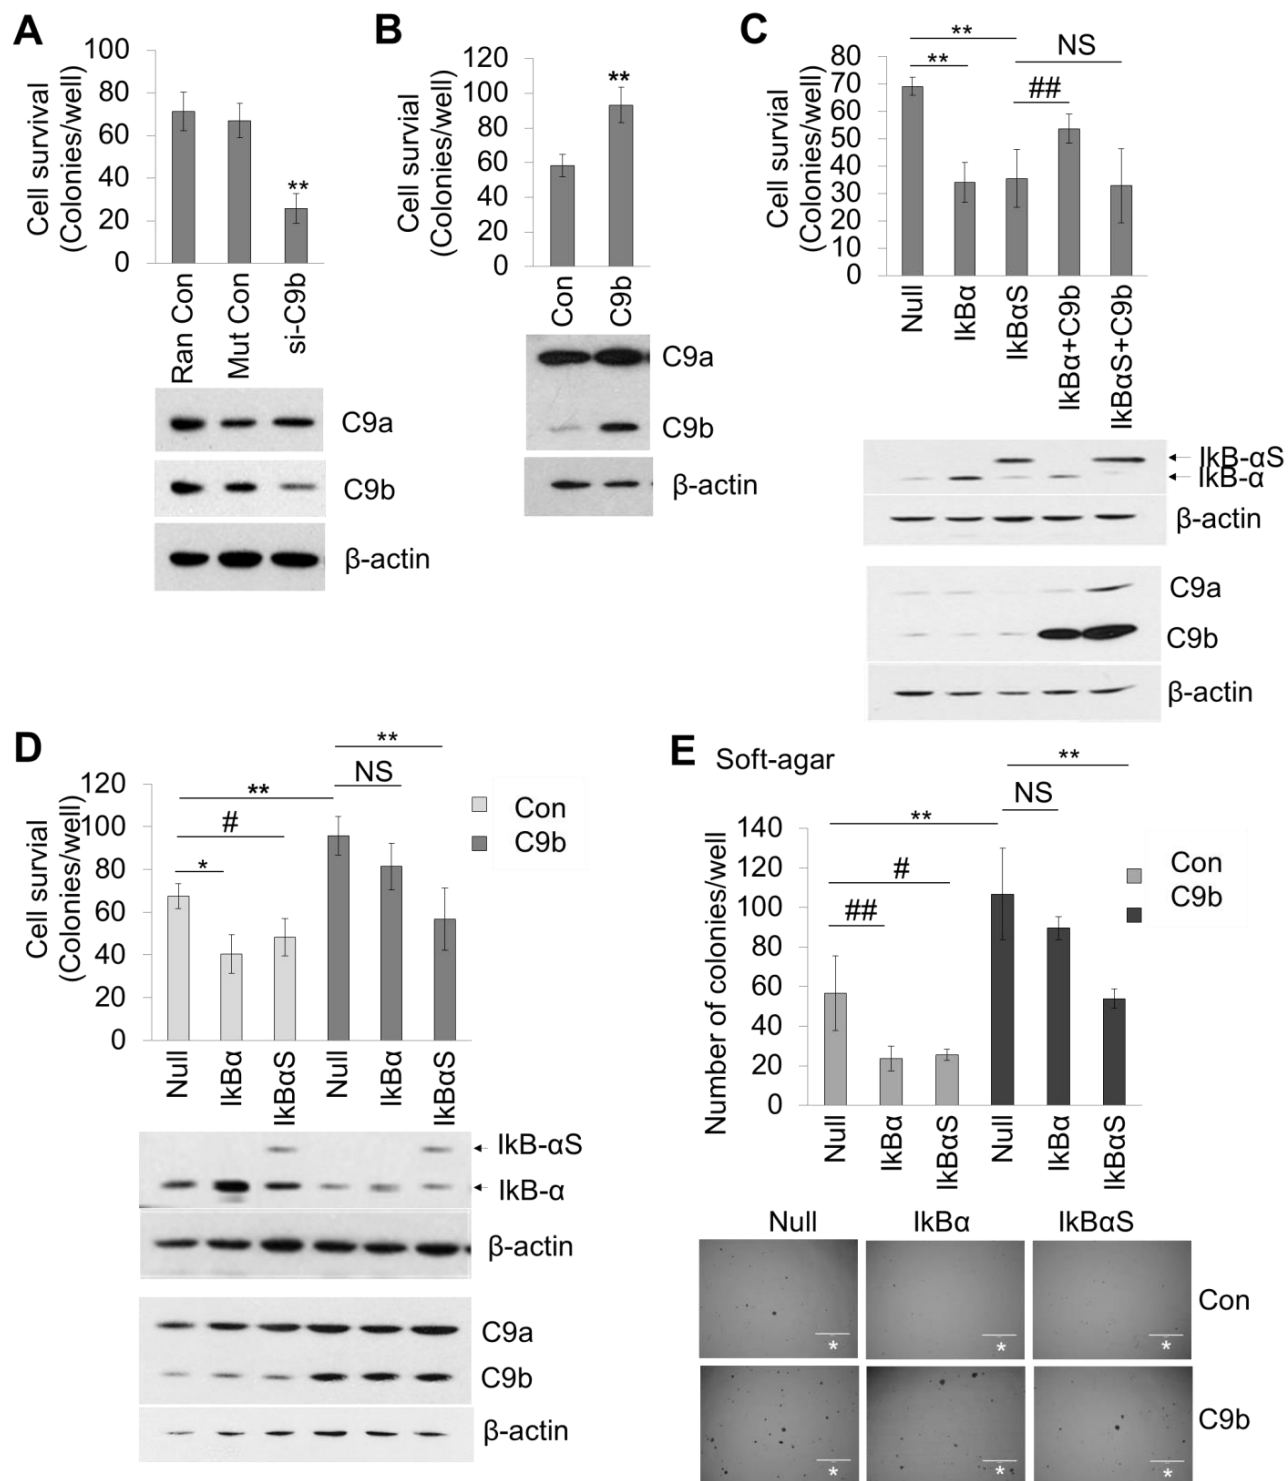 A
Cell survival
(Colonies/well)
100
80
60
40
20
0
**
Ran Con
Mut Con
si-C9b
C9a
C9b
β-actin
B
Cell survival
(Colonies/well)
120
100
80
60
40
20
0
**
Con
C9b
C9a
C9b
β-actin
C
Cell survial
(Colonies/well)
80
70
60
50
40
30
20
10
0
**
NS
**
##
Null
IkBα
IkBαS
IkBα+C9b
IkBαS+C9b
IkB-αS
IkB-α
β-actin
C9a
C9b
β-actin
D
Cell survial
(Colonies/well)
120
100
80
60
40
20
0
**
NS
**
#
*
Con
C9b
Null
IkBα
IkBαS
Null
IkBα
IkBαS
IkB-αS
IkB-α
β-actin
C9a
C9b
β-actin
E Soft-agar
Number of colonies/well
140
120
100
80
60
40
20
0
**
NS
**
#
##
Con
C9b
Null
IkBα
IkBαS
Null
IkBα
IkBαS
Null IkBα IkBαS
* * * Con
* * * C9b